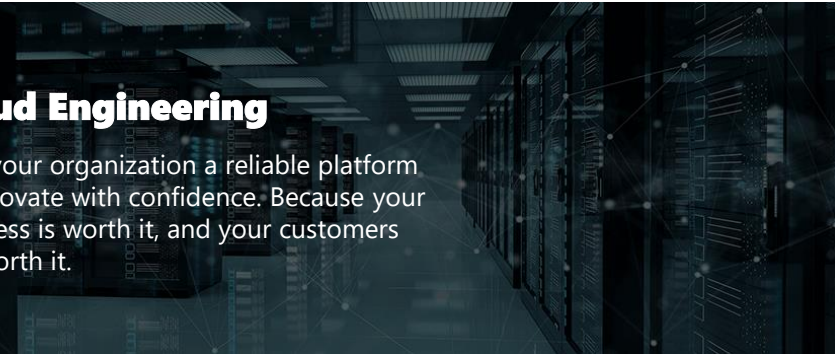 ud Engineering
your organization a reliable platform
ovate with confidence. Because your
ess is worth it, and your customers
orth it.